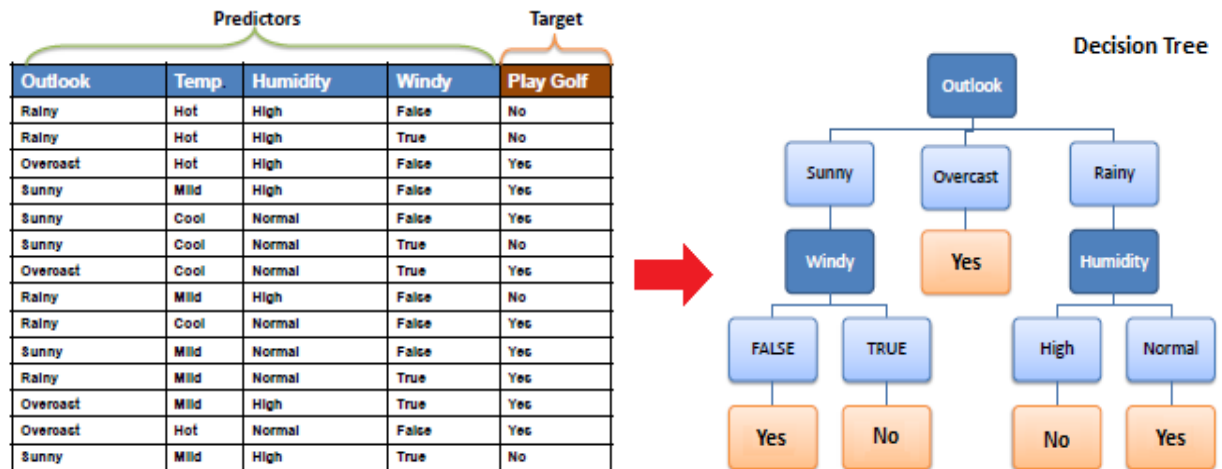 Predictors Target
Outlook Temp. Humidity Windy Play Golf
Rainy Hot High False No
Rainy Hot High True No
Overcast Hot High False Yes
Sunny Mild High False Yes
Sunny Cool Normal False Yes
Sunny Cool Normal True No
Overcast Cool Normal True Yes
Rainy Mild High False No
Rainy Cool Normal False Yes
Sunny Mild Normal False Yes
Rainy Mild Normal True Yes
Overcast Mild High True Yes
Overcast Hot Normal False Yes
Sunny Mild High True No
Decision Tree
Outlook
Sunny Overcast Rainy
Windy Yes Humidity
FALSE TRUE High Normal
Yes No No Yes